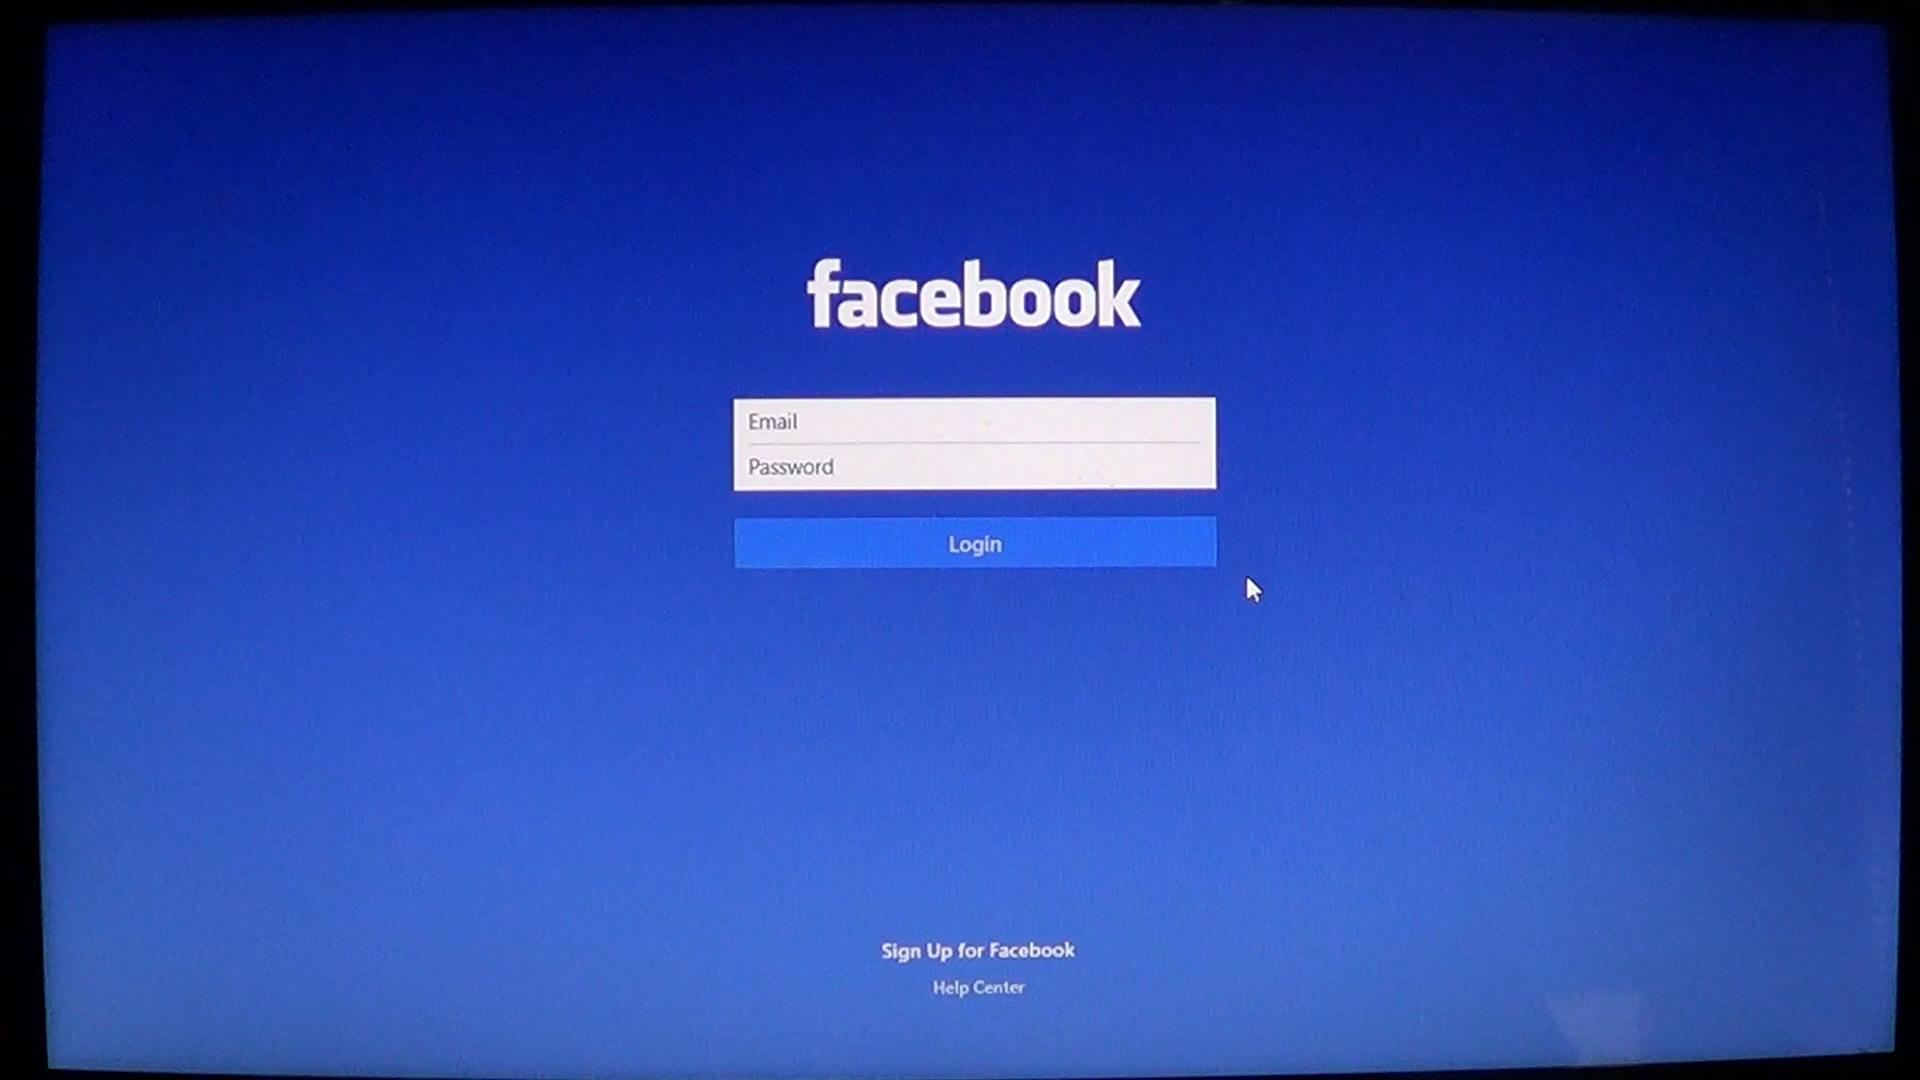 facebook
Email
Password
Login
Sign Up for Facebook
Help Center